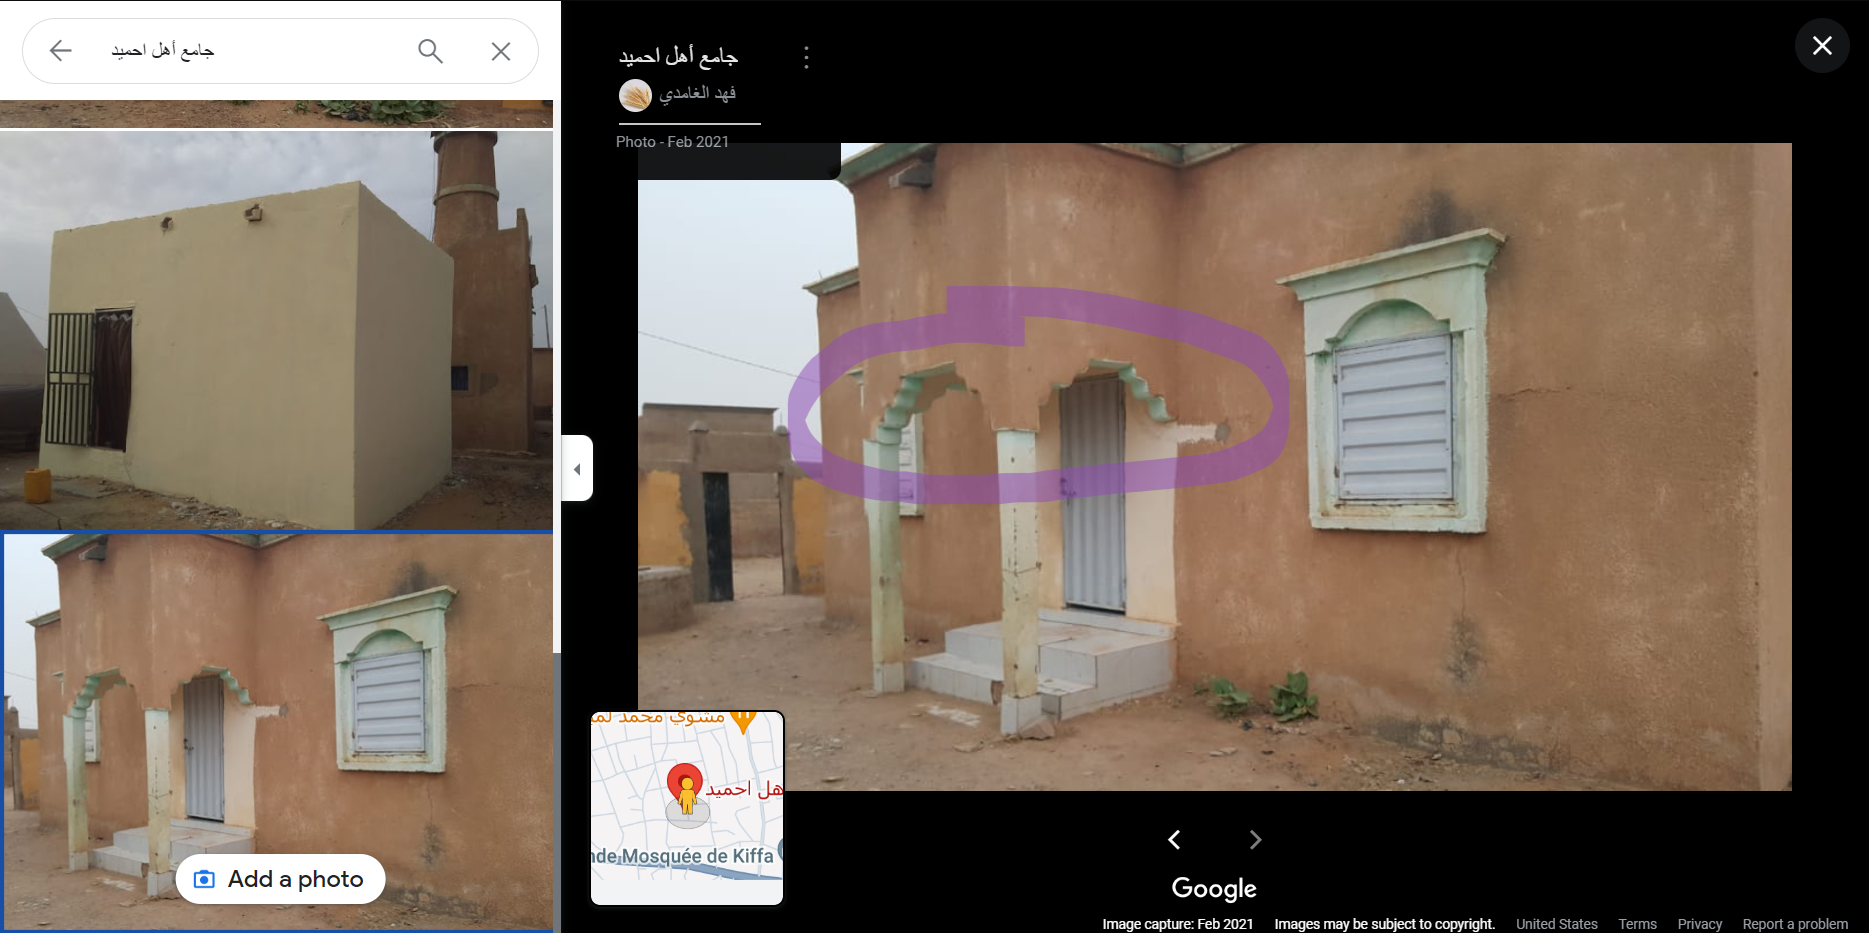 جامع أهل احميد
جامع أهل احميد
فهد الغامدي
Photo - Feb 2021
مشوي محمد لم
هل احميد
nde Mosquée de Kiffa
Add a photo
Google
Image capture: Feb 2021 Images may be subject to copyright. United States Terms Privacy Report a problem